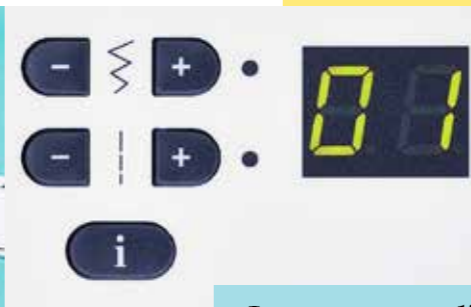 - + 01
- +
i